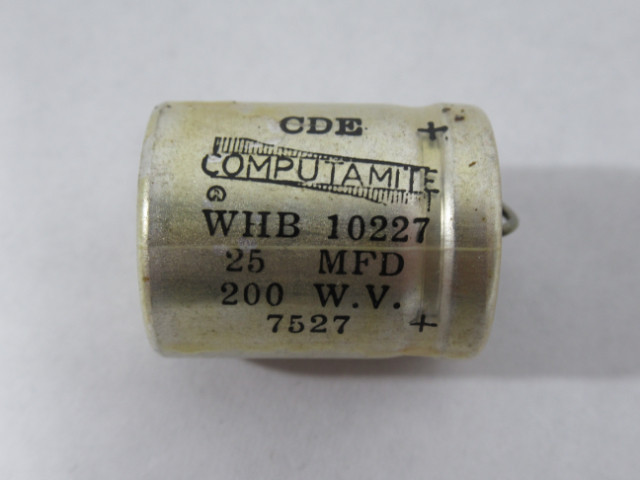 CDE +
COMPUTAMITE
®
WHB 10227
25 MFD
200 W.V.
7527 +